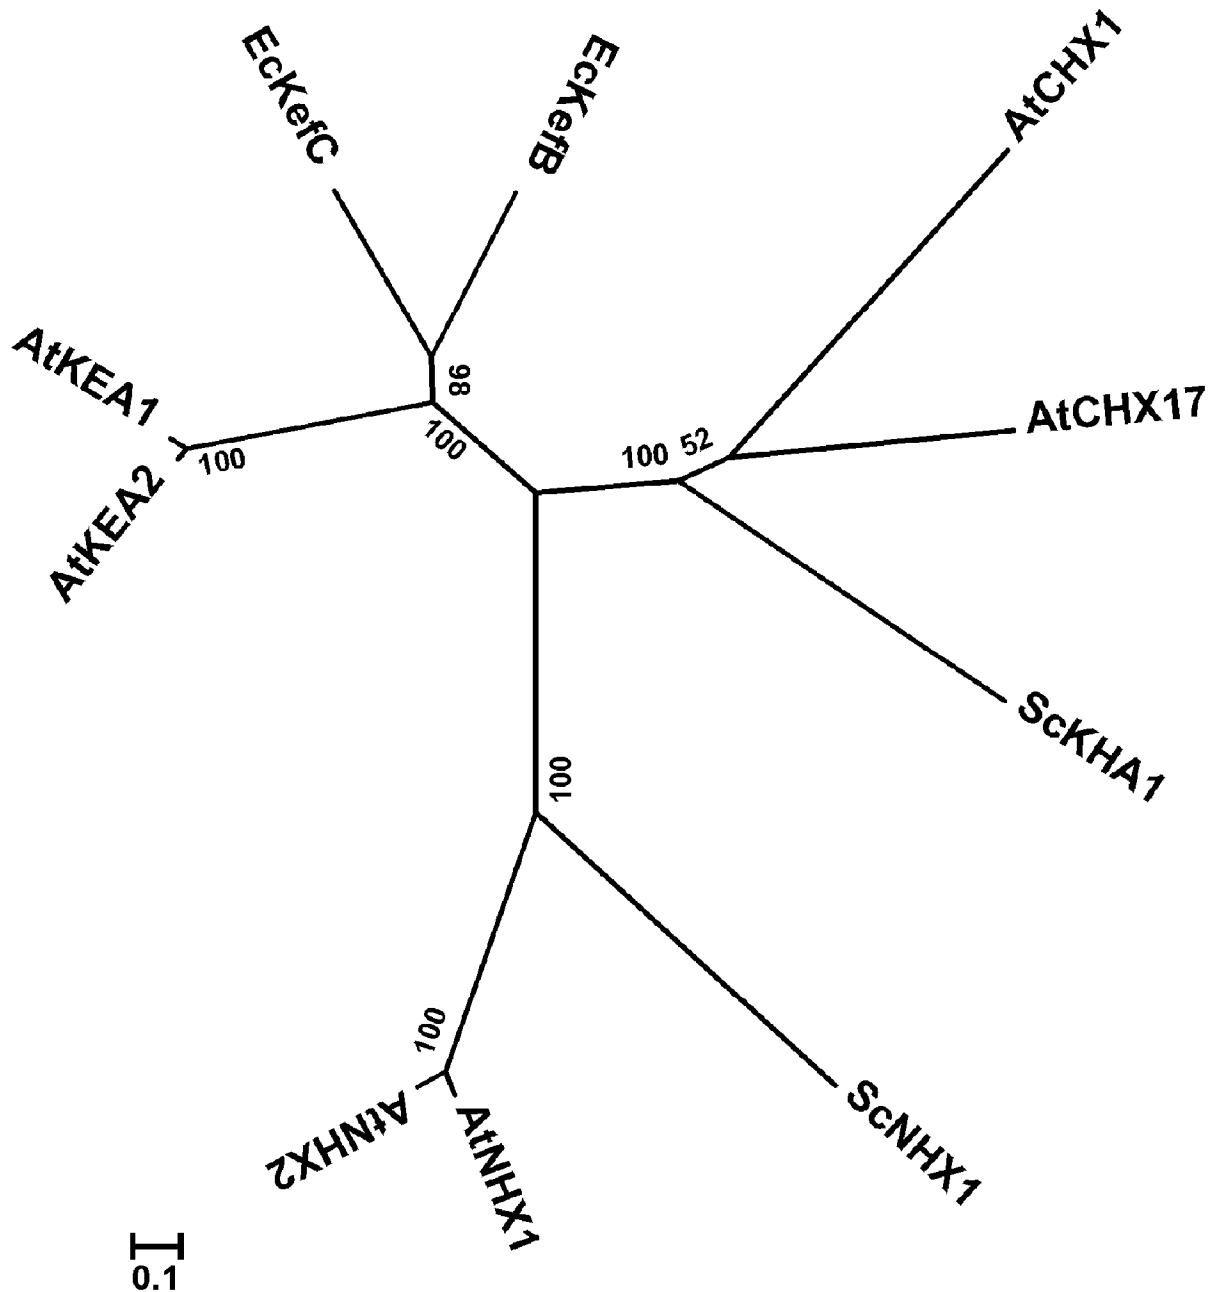 EcKefC
EcKefB
AtCHX1
AtKEA1
98
AtCHX17
100
100 52
100
AtKEA2
ScKHA1
100
100
AtNHX2
AtNHX1
ScNHX1
0.1